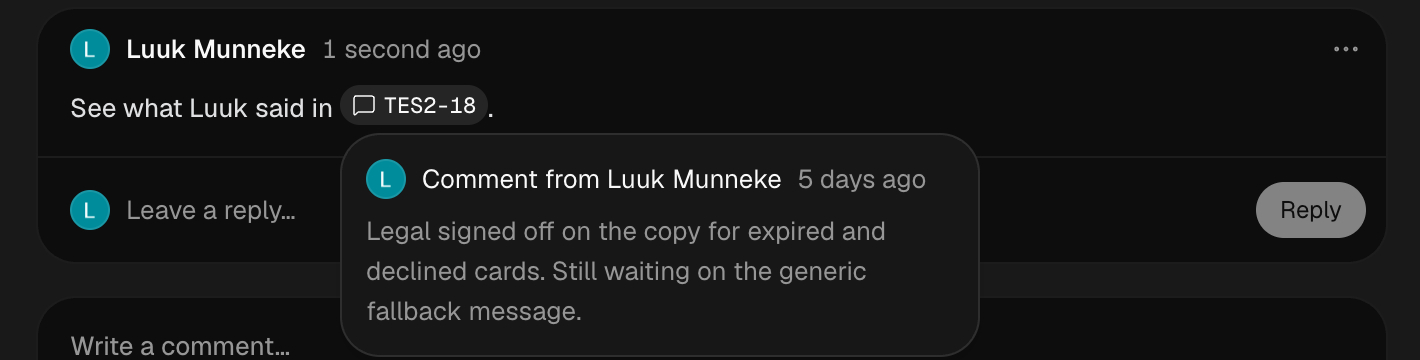 L Luuk Munneke 1 second ago
See what Luuk said in TES2-18.
L Comment from Luuk Munneke 5 days ago
Legal signed off on the copy for expired and
declined cards. Still waiting on the generic
fallback message.
L Leave a reply... Reply
Write a comment...